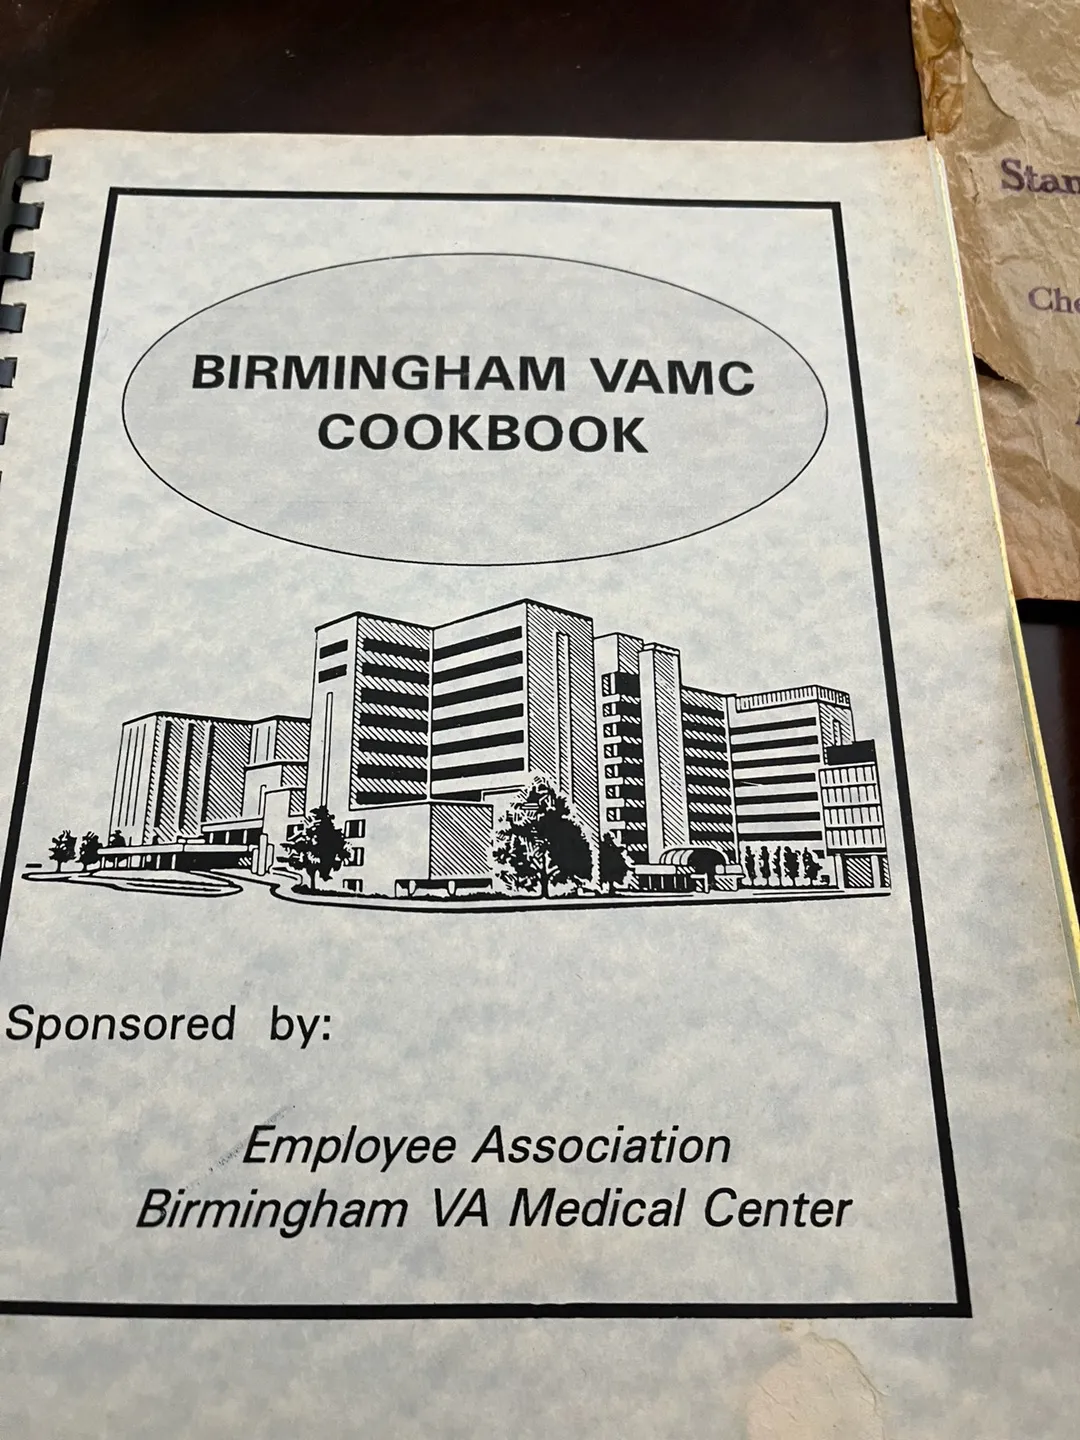 BIRMINGHAM VAMC
COOKBOOK
Sponsored by:
Employee Association
Birmingham VA Medical Center